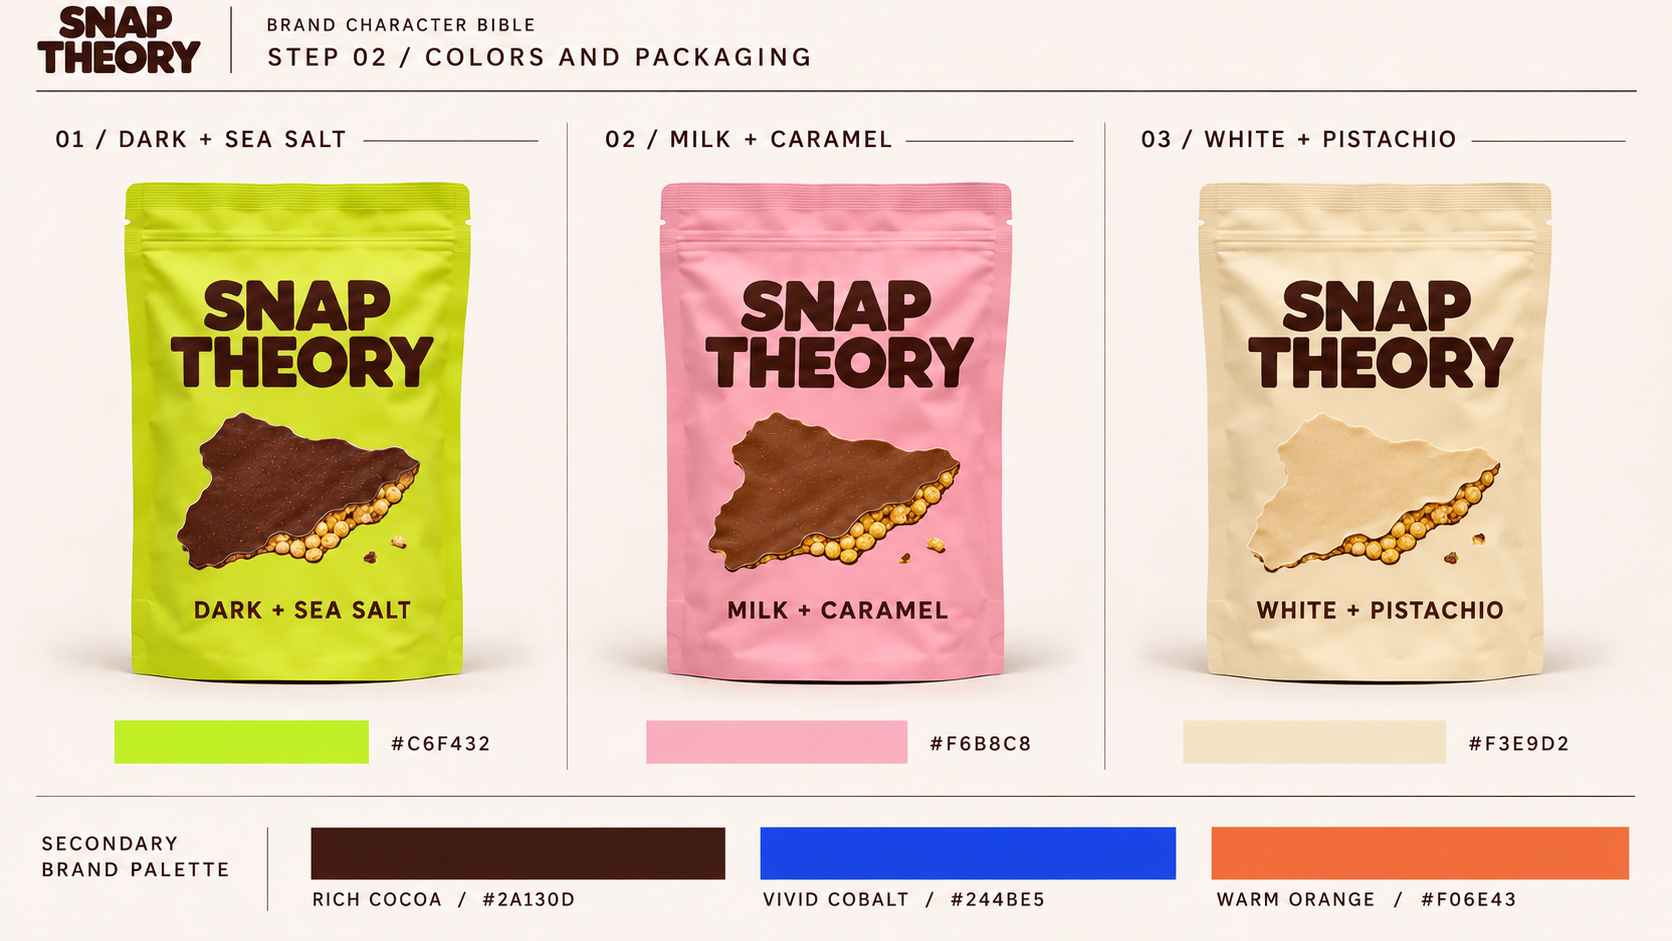 SNAP
THEORY
BRAND CHARACTER BIBLE
STEP 02 / COLORS AND PACKAGING
01 / DARK + SEA SALT
SNAP
THEORY
DARK + SEA SALT
#C6F432
02 / MILK + CARAMEL
SNAP
THEORY
MILK + CARAMEL
#F6B8C8
03 / WHITE + PISTACHIO
SNAP
THEORY
WHITE + PISTACHIO
#F3E9D2
SECONDARY
BRAND PALETTE
RICH COCOA / #2A130D
VIVID COBALT / #244BE5
WARM ORANGE / #F06E43